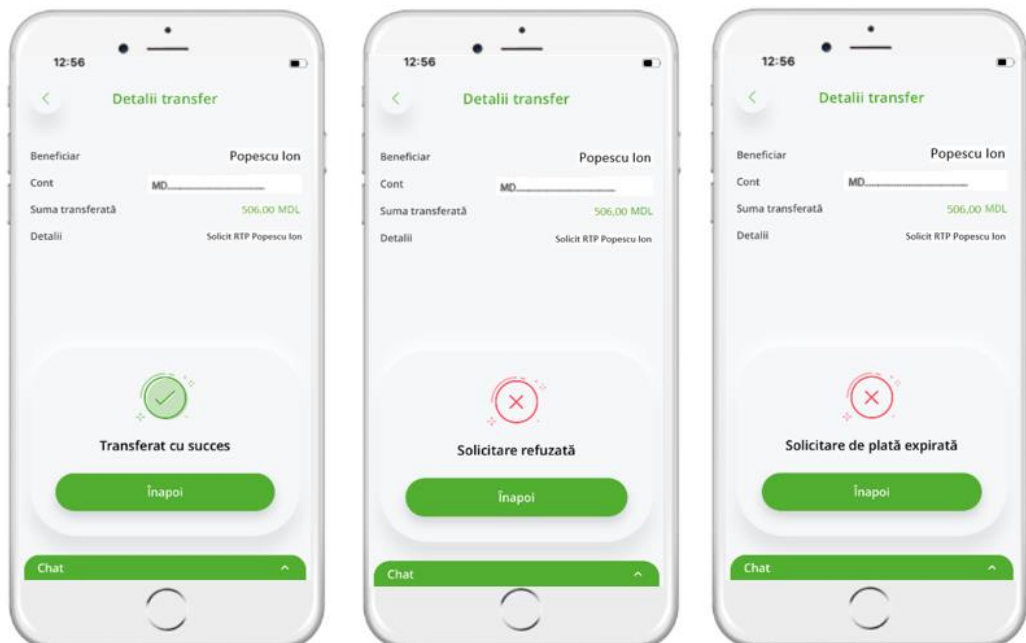 12:56
Detalii transfer
Beneficiar Popescu Ion
Cont MD
Suma transferată 506,00 MDL
Detalii Solicit RTP Popescu Ion
Transferat cu succes
Înapoi
Chat
12:56
Detalii transfer
Beneficiar Popescu Ion
Cont MD
Suma transferată 506,00 MDL
Detalii Solicit RTP Popescu Ion
Solicitare refuzată
Înapoi
Chat
12:56
Detalii transfer
Beneficiar Popescu Ion
Cont MD
Suma transferată 506,00 MDL
Detalii Solicit RTP Popescu Ion
Solicitare de plată expirată
Înapoi
Chat